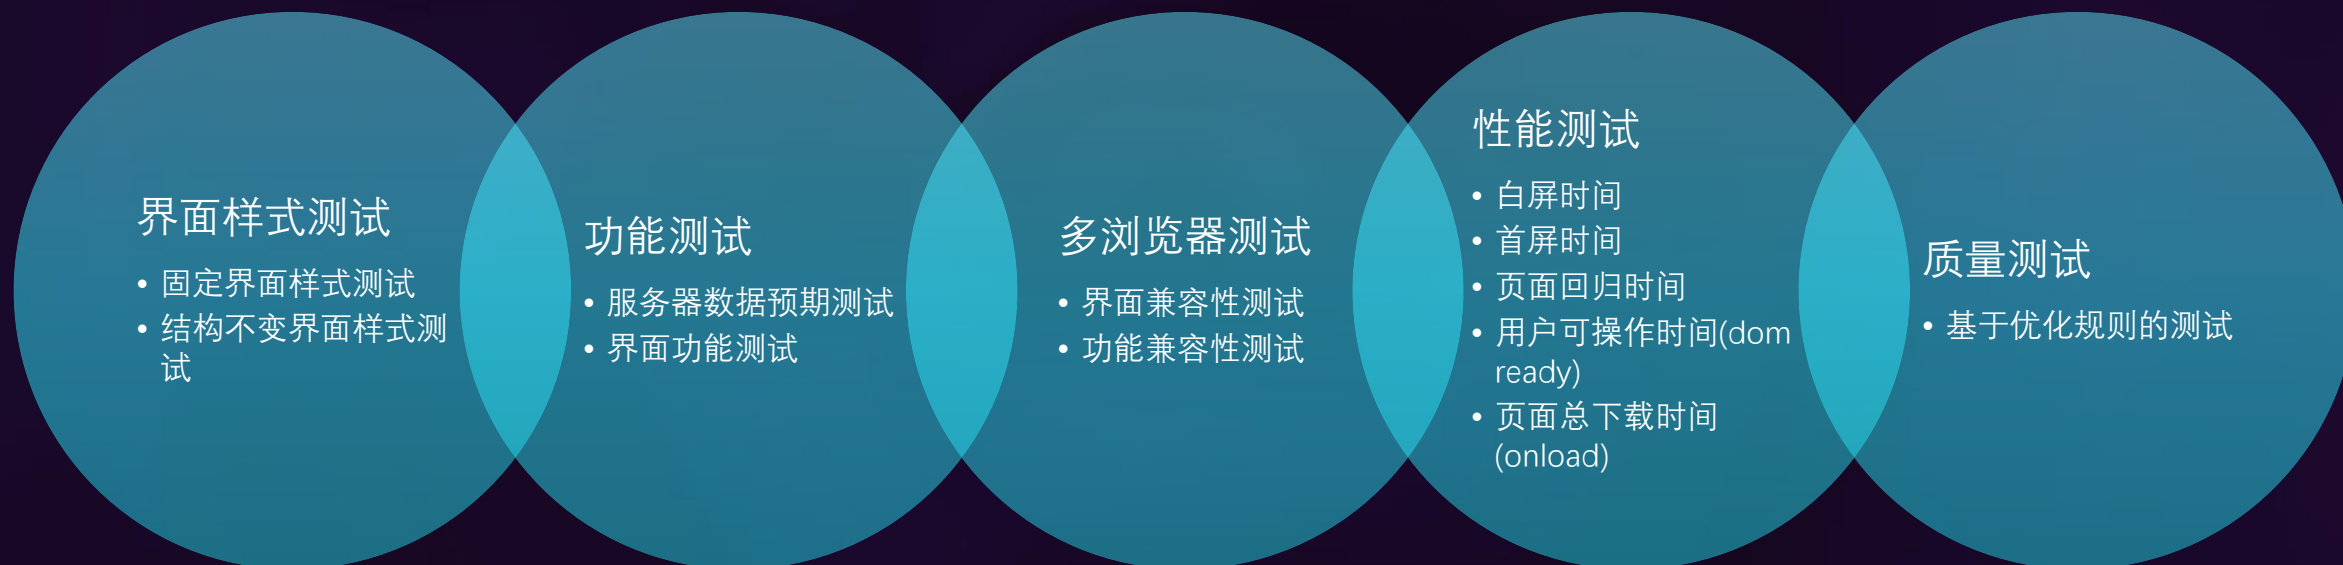 界面样式测试
• 固定界面样式测试
• 结构不变界面样式测
试
功能测试
• 服务器数据预期测试
• 界面功能测试
多浏览器测试
• 界面兼容性测试
• 功能兼容性测试
性能测试
• 白屏时间
• 首屏时间
• 页面回归时间
• 用户可操作时间(dom
ready)
• 页面总下载时间
(onload)
质量测试
• 基于优化规则的测试